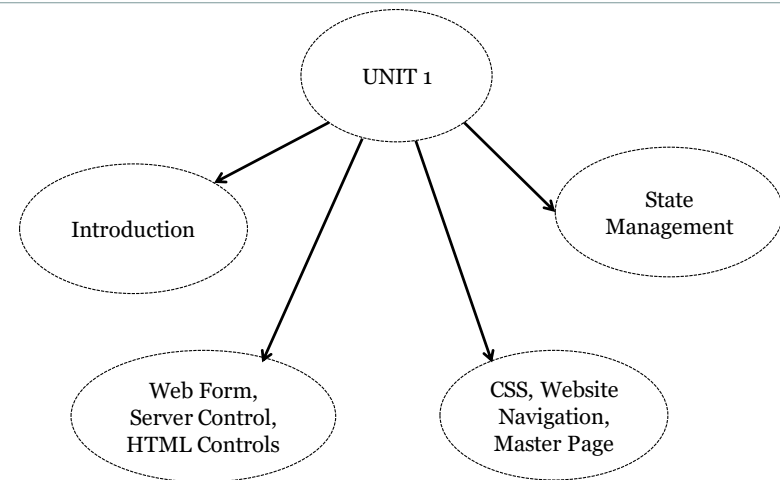 UNIT 1
Introduction
State
Management
Web Form,
Server Control,
HTML Controls
CSS, Website
Navigation,
Master Page